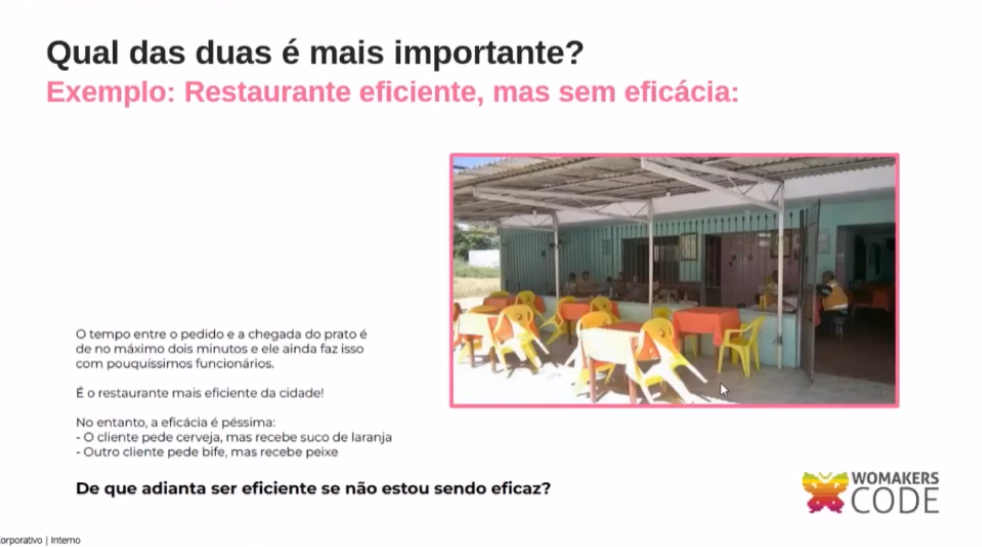 Qual das duas é mais importante?
Exemplo: Restaurante eficiente, mas sem eficácia:
O tempo entre o pedido e a chegada do prato é
de no máximo dois minutos e ele ainda faz isso
com pouquíssimos funcionários.
É o restaurante mais eficiente da cidade!
No entanto, a eficácia é péssima:
- O cliente pede cerveja, mas recebe suco de laranja
- Outro cliente pede bife, mas recebe peixe
De que adianta ser eficiente se não estou sendo eficaz?
WOMAKERS
CODE
orporativo | Interno